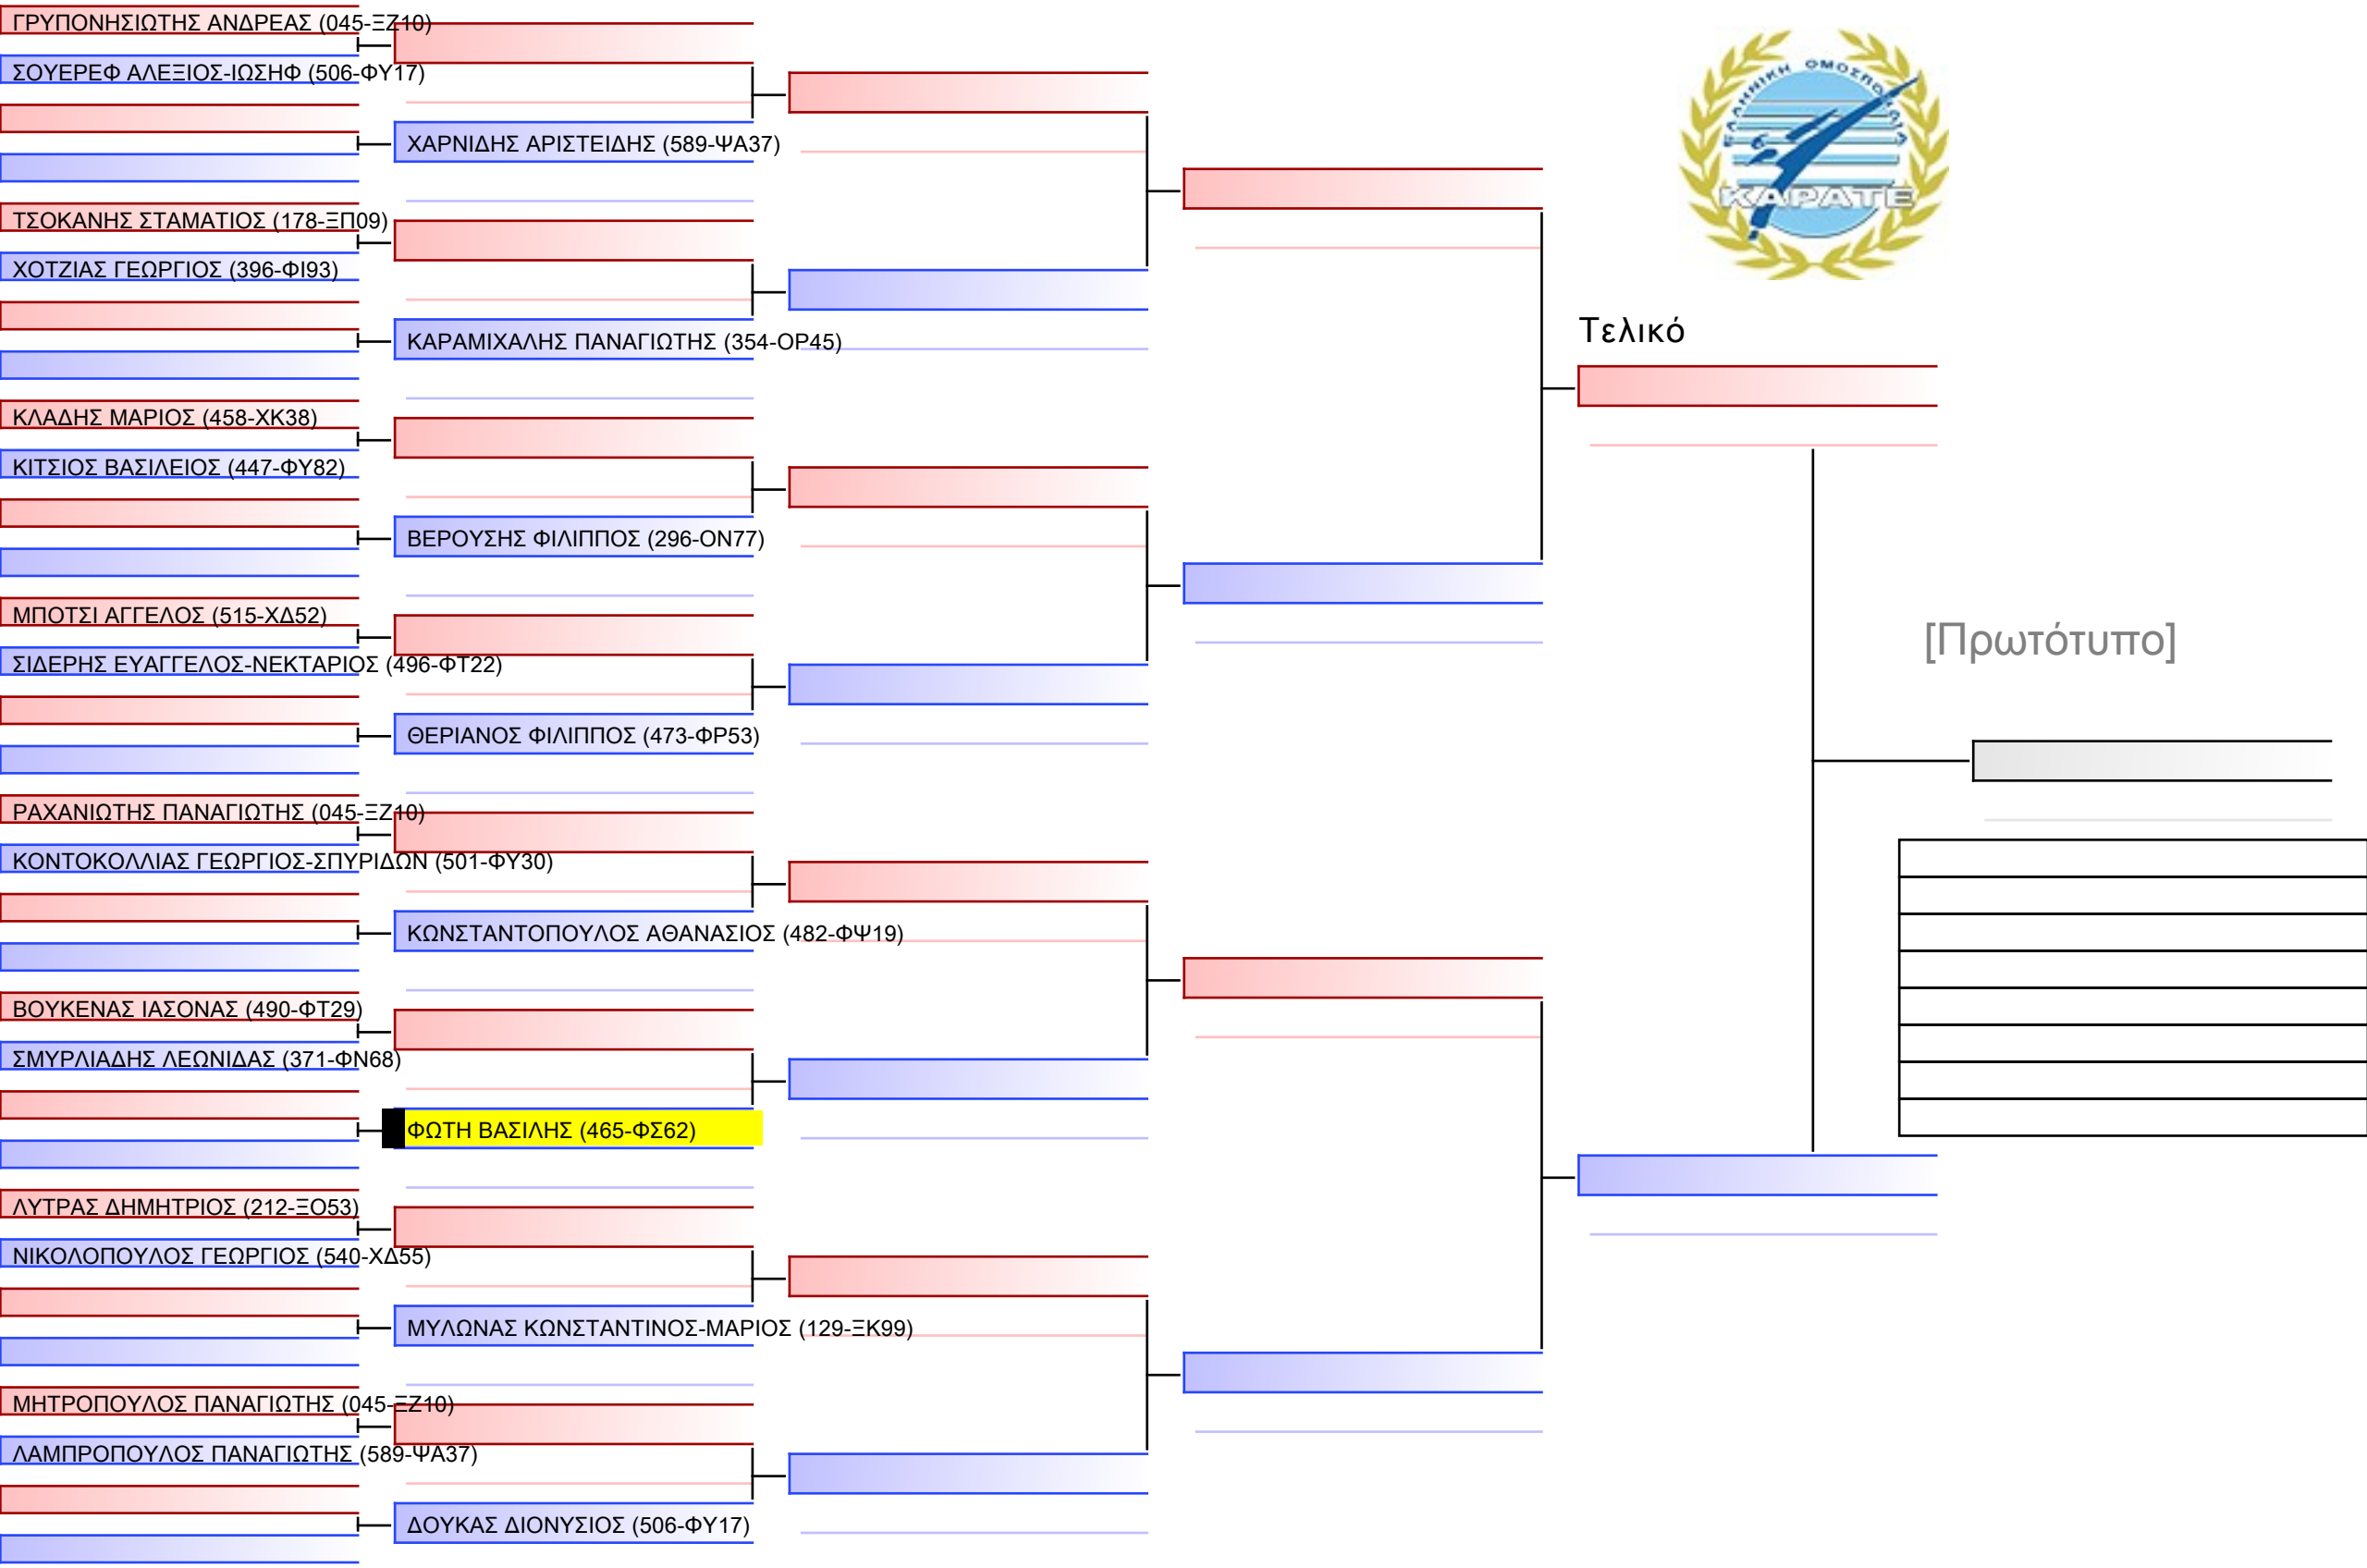 ΓΡΥΠΟΝΗΣΙΩΤΗΣ ΑΝΔΡΕΑΣ (045-ΞΖ10)
ΣΟΥΕΡΕΦ ΑΛΕΞΙΟΣ-ΙΩΣΗΦ (506-ΦΥ17)
ΧΑΡΝΙΔΗΣ ΑΡΙΣΤΕΙΔΗΣ (589-ΨΑ37)
ΤΣΟΚΑΝΗΣ ΣΤΑΜΑΤΙΟΣ (178-ΞΠ09)
ΧΟΤΖΙΑΣ ΓΕΩΡΓΙΟΣ (396-ΦΙ93)
ΚΑΡΑΜΙΧΑΛΗΣ ΠΑΝΑΓΙΩΤΗΣ (354-ΟΡ45)
ΚΛΑΔΗΣ ΜΑΡΙΟΣ (458-ΧΚ38)
ΚΙΤΣΙΟΣ ΒΑΣΙΛΕΙΟΣ (447-ΦΥ82)
ΒΕΡΟΥΣΗΣ ΦΙΛΙΠΠΟΣ (296-ΟΝ77)
ΜΠΟΤΣΙ ΑΓΓΕΛΟΣ (515-ΧΔ52)
ΣΙΔΕΡΗΣ ΕΥΑΓΓΕΛΟΣ-ΝΕΚΤΑΡΙΟΣ (496-ΦΤ22)
ΘΕΡΙΑΝΟΣ ΦΙΛΙΠΠΟΣ (473-ΦΡ53)
ΡΑΧΑΝΙΩΤΗΣ ΠΑΝΑΓΙΩΤΗΣ (045-ΞΖ10)
ΚΟΝΤΟΚΟΛΛΙΑΣ ΓΕΩΡΓΙΟΣ-ΣΠΥΡΙΔΩΝ (501-ΦΥ30)
ΚΩΝΣΤΑΝΤΟΠΟΥΛΟΣ ΑΘΑΝΑΣΙΟΣ (482-ΦΨ19)
ΒΟΥΚΕΝΑΣ ΙΑΣΟΝΑΣ (490-ΦΤ29)
ΣΜΥΡΛΙΑΔΗΣ ΛΕΩΝΙΔΑΣ (371-ΦΝ68)
ΦΩΤΗ ΒΑΣΙΛΗΣ (465-ΦΣ62)
ΛΥΤΡΑΣ ΔΗΜΗΤΡΙΟΣ (212-ΞΟ53)
ΝΙΚΟΛΟΠΟΥΛΟΣ ΓΕΩΡΓΙΟΣ (540-ΧΔ55)
ΜΥΛΩΝΑΣ ΚΩΝΣΤΑΝΤΙΝΟΣ-ΜΑΡΙΟΣ (129-ΞΚ99)
ΜΗΤΡΟΠΟΥΛΟΣ ΠΑΝΑΓΙΩΤΗΣ (045-ΞΖ10)
ΛΑΜΠΡΟΠΟΥΛΟΣ ΠΑΝΑΓΙΩΤΗΣ (589-ΨΑ37)
ΔΟΥΚΑΣ ΔΙΟΝΥΣΙΟΣ (506-ΦΥ17)
ΕΛΛΗΝΙΚΗ ΟΜΟΣΠΟΝΔΙΑ
ΚΑΡΑΤΕ
Τελικό
[Πρωτότυπο]